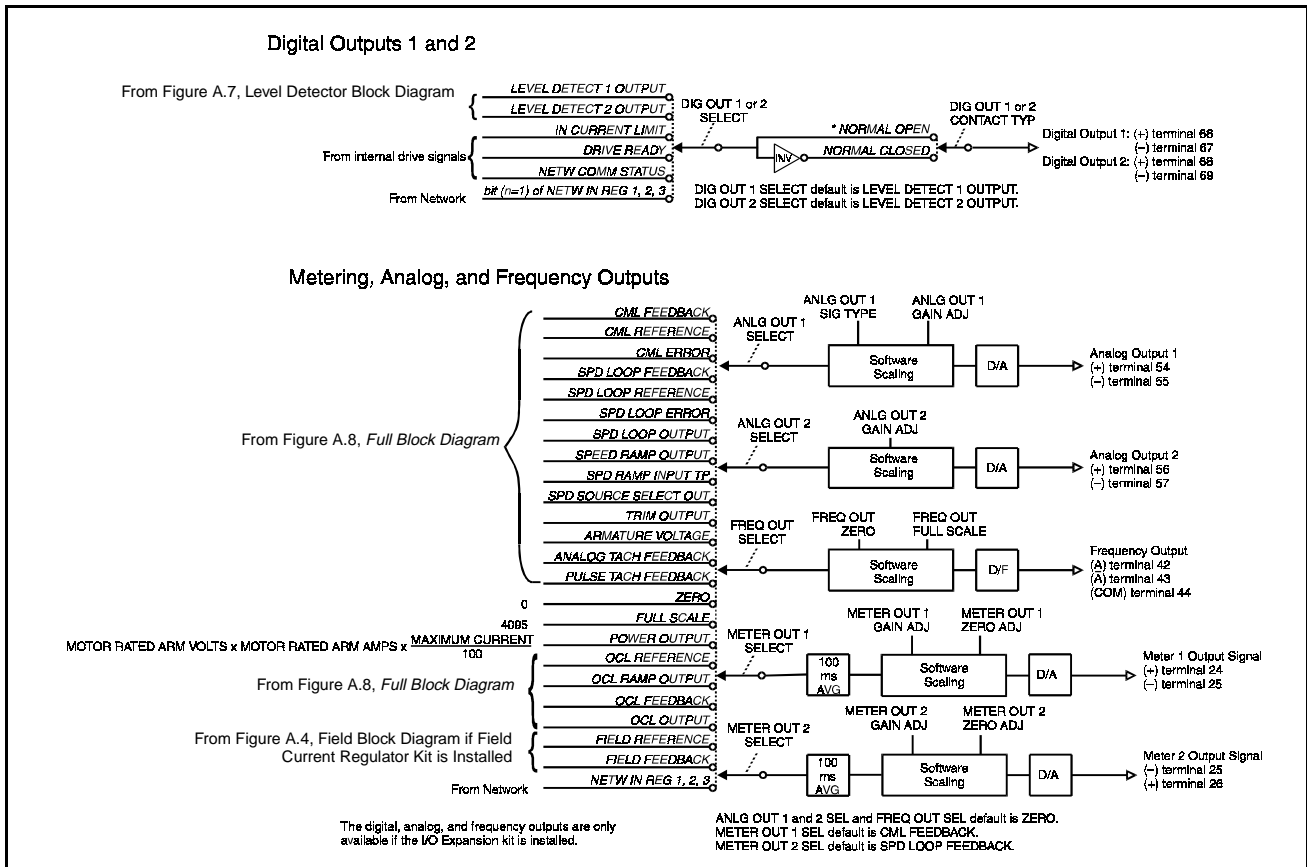 Digital Outputs 1 and 2
From Figure A.7, Level Detector Block Diagram
LEVEL DETECT 1 OUTPUT
LEVEL DETECT 2 OUTPUT
From internal drive signals
IN CURRENT LIMIT
DRIVE READY
NETW COMM STATUS
From Network
bit (n=1) of NETW IN REG 1, 2, 3
DIG OUT 1 or 2
SELECT
INV
* NORMAL OPEN
NORMAL CLOSED
DIG OUT 1 or 2
CONTACT TYP
Digital Output 1: (+) terminal 66
(–) terminal 67
Digital Output 2: (+) terminal 68
(–) terminal 69
DIG OUT 1 SELECT default is LEVEL DETECT 1 OUTPUT.
DIG OUT 2 SELECT default is LEVEL DETECT 2 OUTPUT.
Metering, Analog, and Frequency Outputs
From Figure A.8, Full Block Diagram
CML FEEDBACK
CML REFERENCE
CML ERROR
SPD LOOP FEEDBACK
SPD LOOP REFERENCE
SPD LOOP ERROR
SPD LOOP OUTPUT
SPEED RAMP OUTPUT
SPD RAMP INPUT TP
SPD SOURCE SELECT OUT
TRIM OUTPUT
ARMATURE VOLTAGE
ANALOG TACH FEEDBACK
PULSE TACH FEEDBACK
0
ZERO
4095
FULL SCALE
MOTOR RATED ARM VOLTS x MOTOR RATED ARM AMPS x MAXIMUM CURRENT
100
POWER OUTPUT
From Figure A.8, Full Block Diagram
OCL REFERENCE
OCL RAMP OUTPUT
OCL FEEDBACK
OCL OUTPUT
From Figure A.4, Field Block Diagram if Field
Current Regulator Kit is Installed
FIELD REFERENCE
FIELD FEEDBACK
From Network
NETW IN REG 1, 2, 3
ANLG OUT 1
SELECT
ANLG OUT 1
SIG TYPE
ANLG OUT 1
GAIN ADJ
Software
Scaling
D/A
Analog Output 1
(+) terminal 54
(–) terminal 55
ANLG OUT 2
SELECT
ANLG OUT 2
GAIN ADJ
Software
Scaling
D/A
Analog Output 2
(+) terminal 56
(–) terminal 57
FREQ OUT
SELECT
FREQ OUT
ZERO
FREQ OUT
FULL SCALE
Software
Scaling
D/F
Frequency Output
(A) terminal 42
(A) terminal 43
(COM) terminal 44
METER OUT 1
SELECT
100
ms
AVG
METER OUT 1
GAIN ADJ
METER OUT 1
ZERO ADJ
Software
Scaling
D/A
Meter 1 Output Signal
(+) terminal 24
(–) terminal 25
METER OUT 2
SELECT
100
ms
AVG
METER OUT 2
GAIN ADJ
METER OUT 2
ZERO ADJ
Software
Scaling
D/A
Meter 2 Output Signal
(–) terminal 25
(+) terminal 26
The digital, analog, and frequency outputs are only
available if the I/O Expansion kit is installed.
ANLG OUT 1 and 2 SEL and FREQ OUT SEL default is ZERO.
METER OUT 1 SEL default is CML FEEDBACK.
METER OUT 2 SEL default is SPD LOOP FEEDBACK.